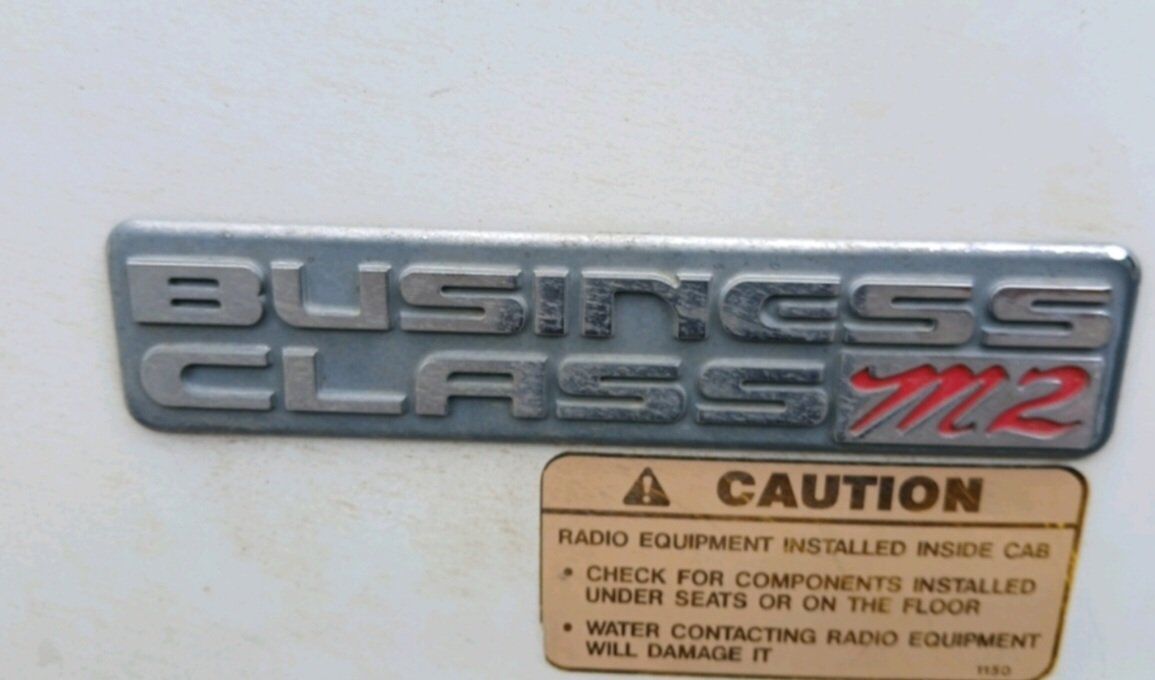 BUSINESS
CLASS M2
CAUTION
RADIO EQUIPMENT INSTALLED INSIDE CAB
• CHECK FOR COMPONENTS INSTALLED
UNDER SEATS OR ON THE FLOOR
• WATER CONTACTING RADIO EQUIPMENT
WILL DAMAGE IT
1150